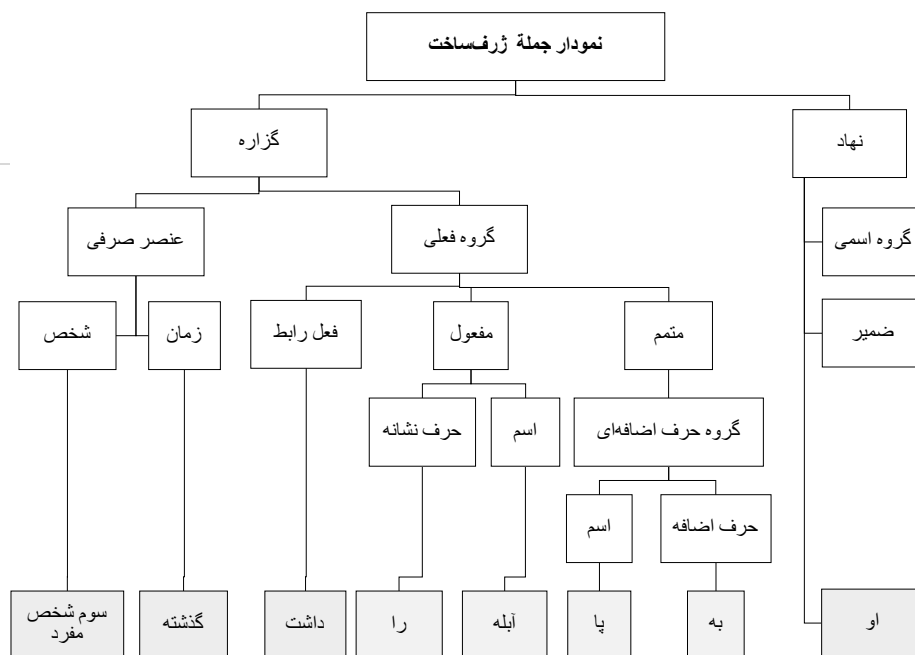 نمودار جملة ژرف‌ساخت
نهاد
گزاره
گروه اسمی
گروه فعلی
عنصر صرفی
ضمیر
متمم
مفعول
فعل رابط
زمان
شخص
گروه حرف اضافه‌ای
اسم
حرف نشانه
حرف اضافه
اسم
او
به
پا
آبله
را
داشت
گذشته
سوم شخص
مفرد